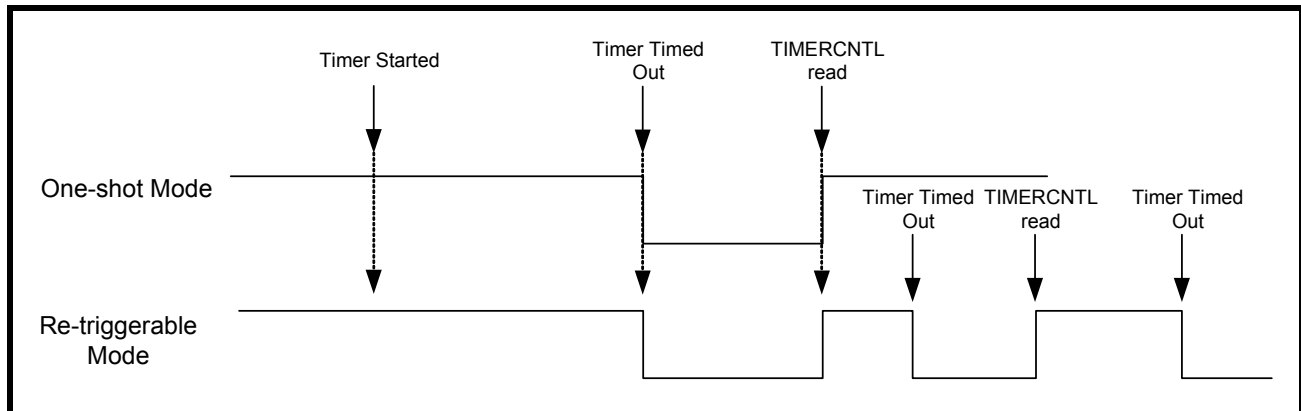 Timer Started
Timer Timed
Out
TIMERCNTL
read
One-shot Mode
Timer Timed
Out
TIMERCNTL
read
Timer Timed
Out
Re-triggerable
Mode